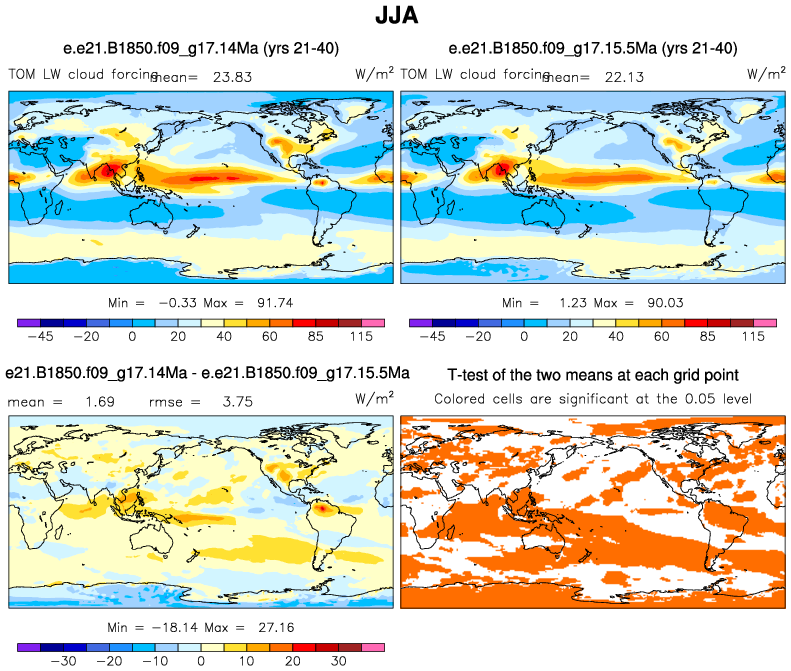 JJA
e.e21.B1850.f09_g17.14Ma (yrs 21-40)
TOM LW cloud forcing mean= 23.83 W/m²
Min = -0.33 Max = 91.74
-45 -20 0 20 40 60 85 115
e.e21.B1850.f09_g17.15.5Ma (yrs 21-40)
TOM LW cloud forcing mean= 22.13 W/m²
Min = 1.23 Max = 90.03
-45 -20 0 20 40 60 85 115
e21.B1850.f09_g17.14Ma - e.e21.B1850.f09_g17.15.5Ma
mean = 1.69 rmse = 3.75 W/m²
Min = -18.14 Max = 27.16
-30 -20 -10 0 10 20 30
T-test of the two means at each grid point
Colored cells are significant at the 0.05 level